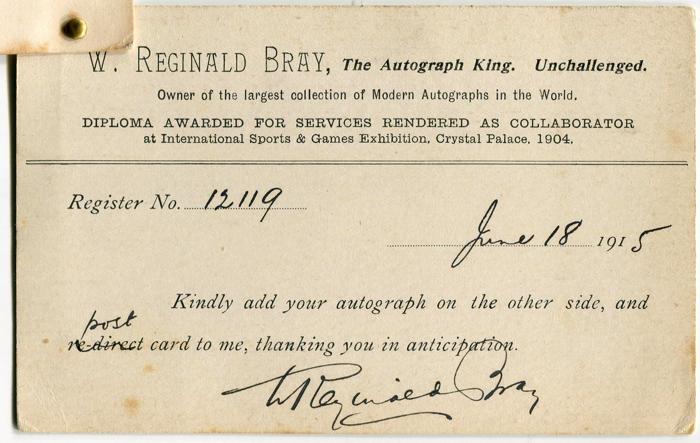 W. REGINALD BRAY, The Autograph King. Unchallenged.
Owner of the largest collection of Modern Autographs in the World.
DIPLOMA AWARDED FOR SERVICES RENDERED AS COLLABORATOR
at International Sports & Games Exhibition, Crystal Palace, 1904.
Register No. 12119
June 18 1915
Kindly add your autograph on the other side, and
post
re-direct card to me, thanking you in anticipation.
W Reginald Bray